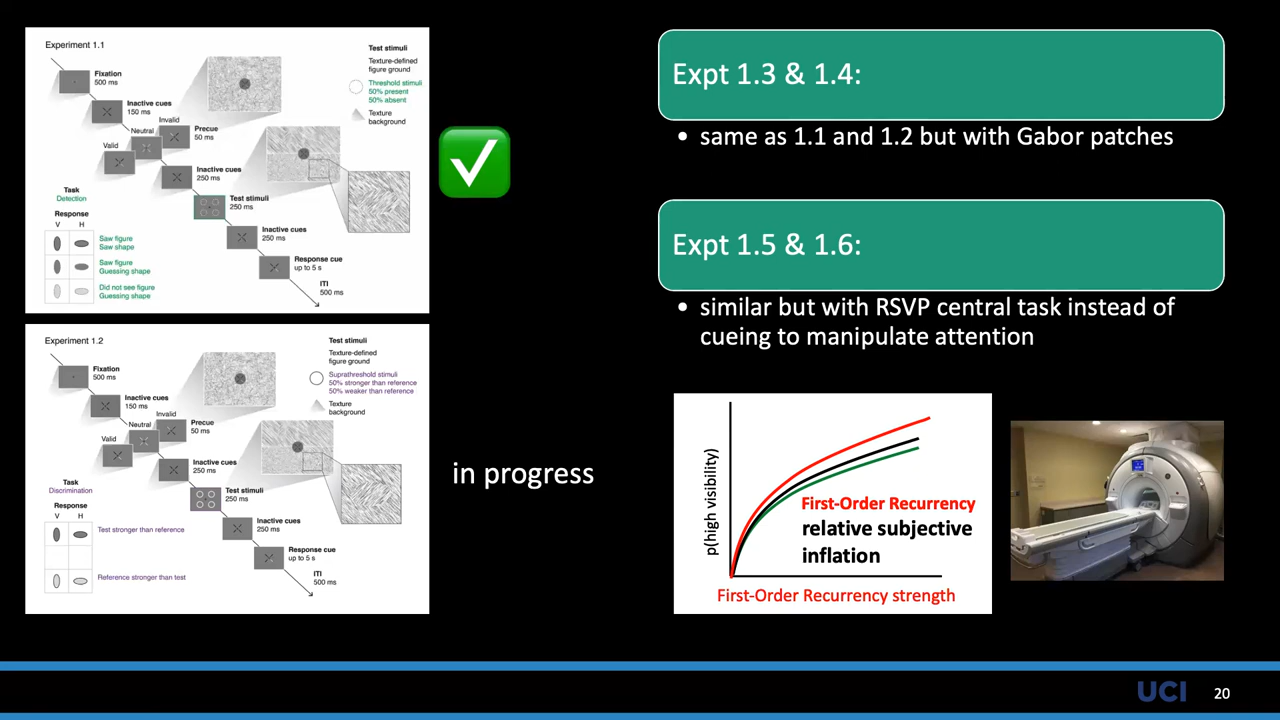 Experiment 1.1
Fixation
500 ms
Inactive cues
150 ms
Invalid
Neutral
Precue
50 ms
Valid
Inactive cues
250 ms
Task
Detection
Test stimuli
250 ms
Response
V H
Inactive cues
250 ms
Saw figure
Saw shape
Saw figure
Guessing shape
Response cue
up to 5 s
Did not see figure
Guessing shape
ITI
500 ms
Test stimuli
Texture-defined
figure ground
Threshold stimuli
50% present
50% absent
Texture
background
Experiment 1.2
Fixation
500 ms
Inactive cues
150 ms
Invalid
Neutral
Precue
50 ms
Valid
Inactive cues
250 ms
Task
Discrimination
Test stimuli
250 ms
Response
V H
Inactive cues
250 ms
Test stronger than reference
Response cue
up to 5 s
Reference stronger than test
ITI
500 ms
Test stimuli
Texture-defined
figure ground
Suprathreshold stimuli
50% stronger than reference
50% weaker than reference
Texture
background
in progress
Expt 1.3 & 1.4:
• same as 1.1 and 1.2 but with Gabor patches
Expt 1.5 & 1.6:
• similar but with RSVP central task instead of
cueing to manipulate attention
p(high visibility)
First-Order Recurrency
relative subjective
inflation
First-Order Recurrency strength
UCI
20